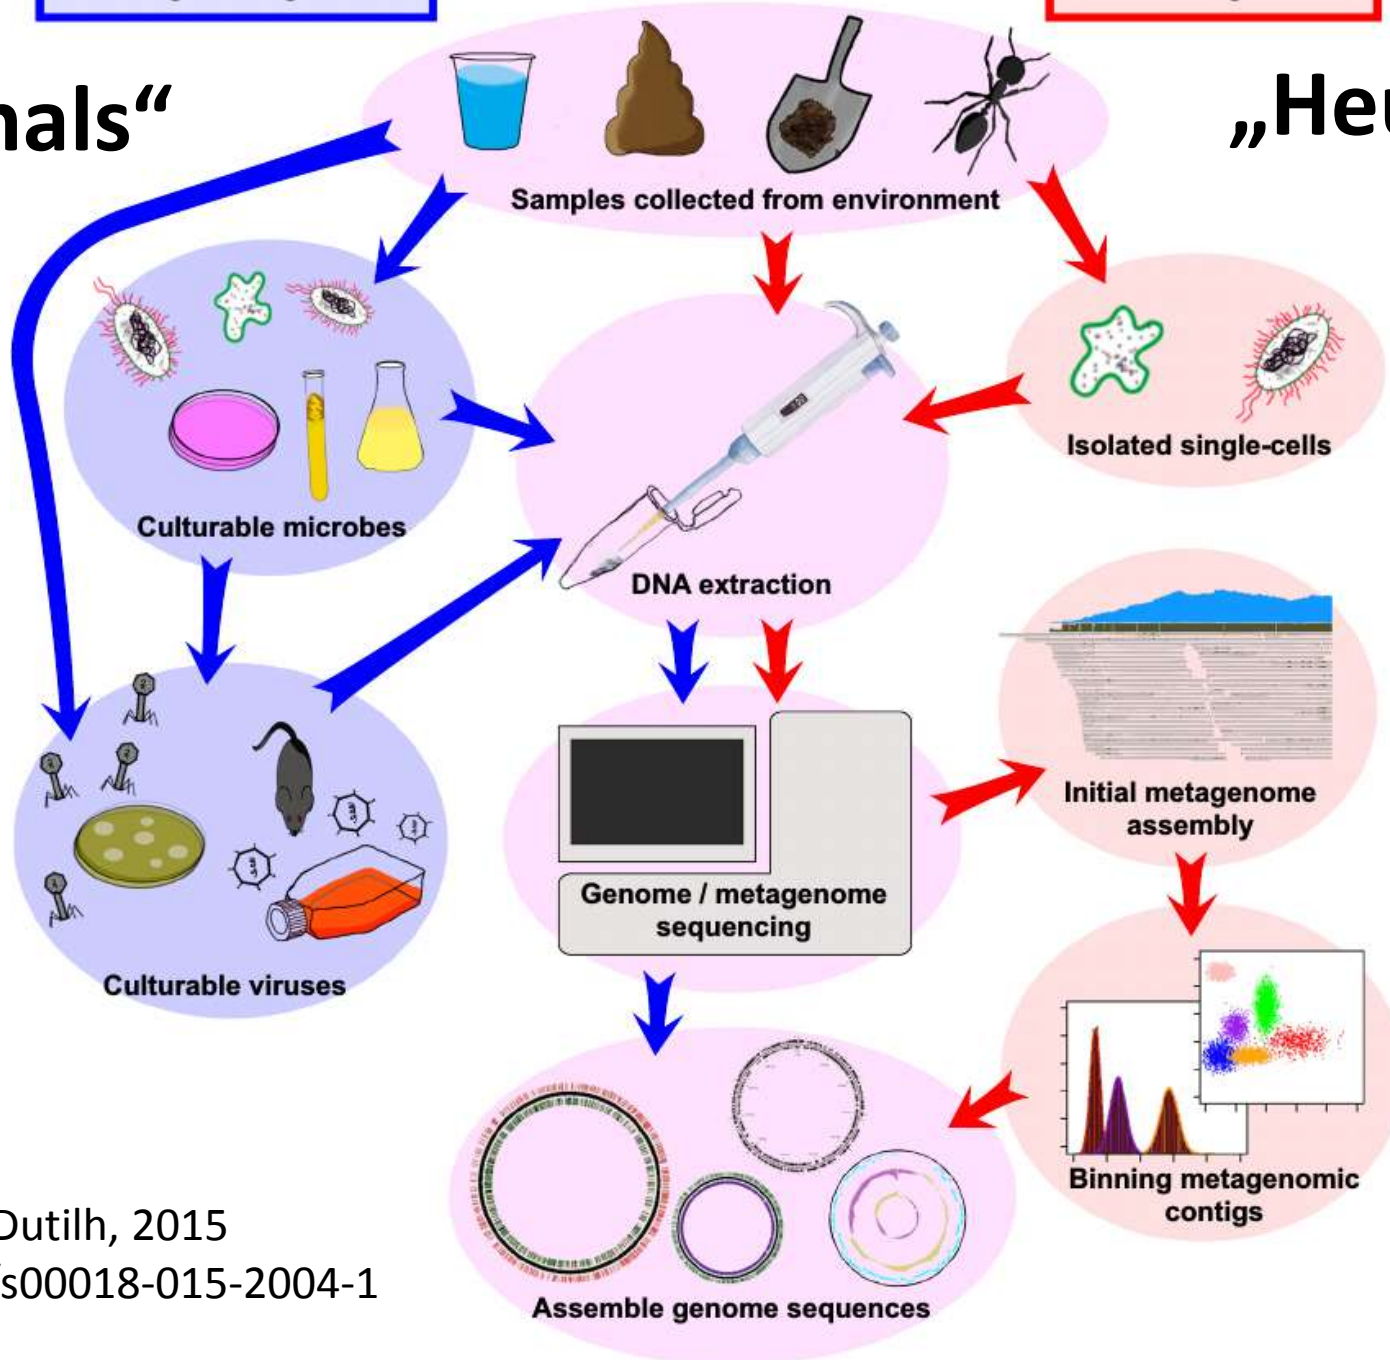 nals“
„Heu
Samples collected from environment
Culturable microbes
Isolated single-cells
DNA extraction
Initial metagenome
assembly
Genome / metagenome
sequencing
Culturable viruses
Binning metagenomic
contigs
Dutilh, 2015
/s00018-015-2004-1
Assemble genome sequences